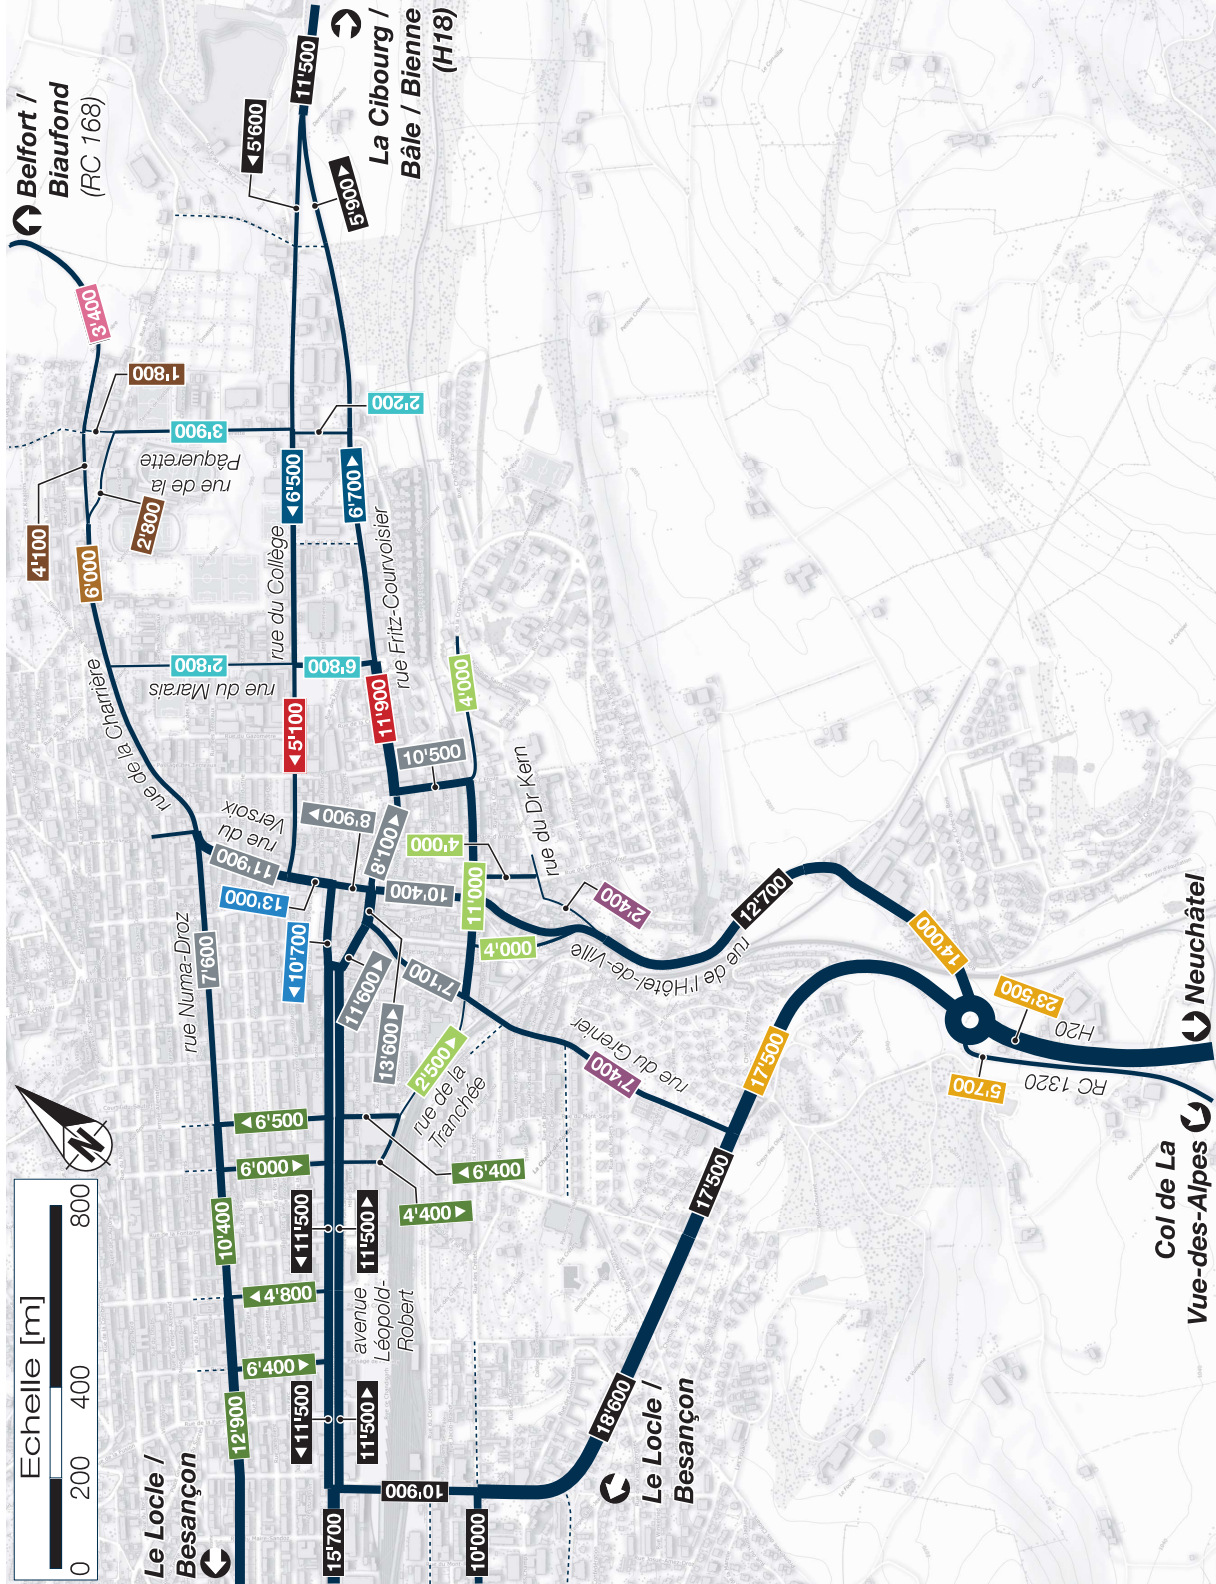 Belfort /
Biaufond
(RC 168)
La Cibourg /
Bâle / Bienne
(H18)
11'500
◀5'600
5'900▶
3'400
1'800
3'900
2'200
4'100
2'800
6'000
rue de la
Pâquerette
◀6'500
6'700▶
rue du Collège
rue Fritz-Courvoisier
2'800
6'800
rue du Marais
rue de la Charrière
◀5'100
11'900
4'000
10'500
rue du
Versoix
8'900▶
8'100▶
11'900
13'000
10'400
4'000
11'000
rue du Dr Kern
2'400
12'700
rue Numa-Droz
7'600
◀10'700
11'600▶
13'600▶
7'100
4'000
rue de l'Hôtel-de-Ville
14'000
23'500
H20
Neuchâtel
2'500▶
rue de la
Tranchée
rue du Grenier
7'400
17'500
5'700
RC 1320
Col de La
Vue-des-Alpes
N
◀6'500
6'000▶
◀6'400
4'400▶
10'400
◀11'500
11'500▶
17'500
◀4'800
avenue
Léopold-
Robert
6'400▶
12'900
◀11'500
11'500▶
18'600
Le Locle /
Besançon
Le Locle /
Besançon
10'900
15'700
10'000
Echelle [m]
0 200 400 800